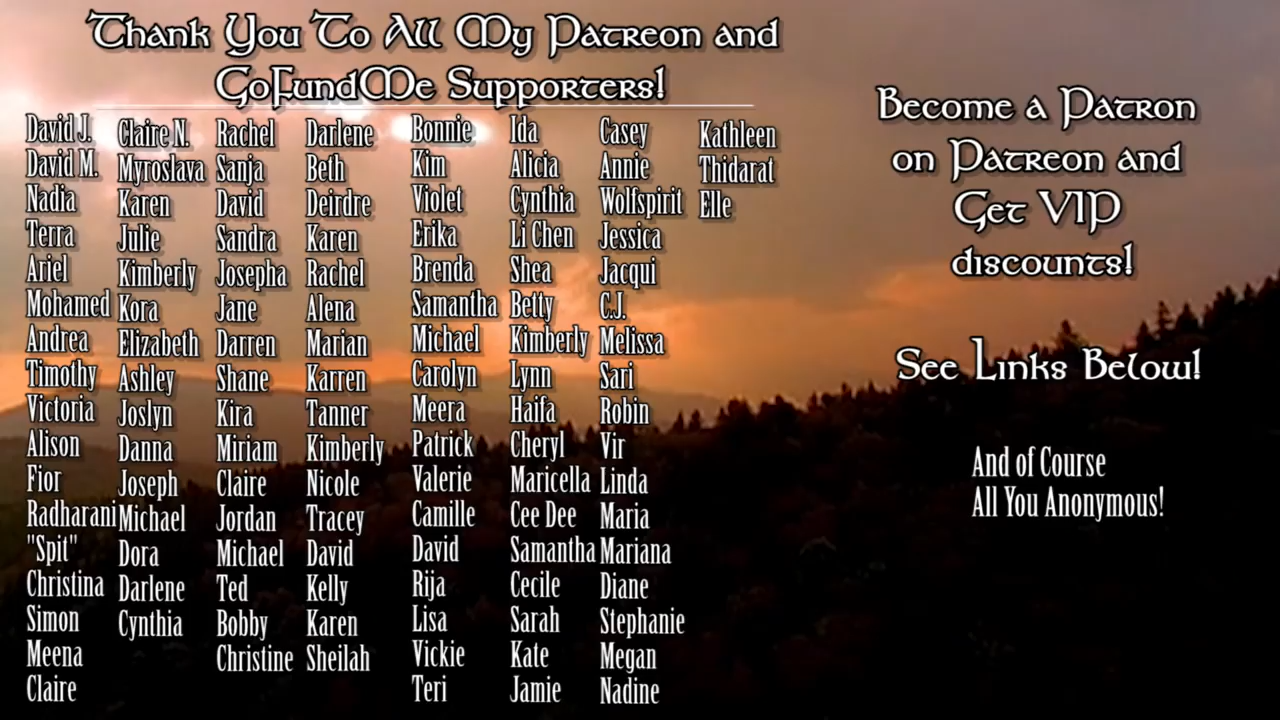 Thank You To All My Patreon and
GoFundMe Supporters!
David J.
David M.
Nadia
Terra
Ariel
Mohamed
Andrea
Timothy
Victoria
Alison
Fior
Radharani
"Spit"
Christina
Simon
Meena
Claire
Claire N.
Myroslava
Karen
Julie
Kimberly
Kora
Elizabeth
Ashley
Joslyn
Danna
Joseph
Michael
Dora
Darlene
Cynthia
Rachel
Sanja
David
Sandra
Josepha
Jane
Darren
Shane
Kira
Miriam
Claire
Jordan
Michael
Ted
Bobby
Christine
Darlene
Beth
Deirdre
Karen
Rachel
Alena
Marian
Karren
Tanner
Kimberly
Nicole
Tracey
David
Kelly
Karen
Sheilah
Bonnie
Kim
Violet
Erika
Brenda
Samantha
Michael
Carolyn
Meera
Patrick
Valerie
Camille
David
Rija
Lisa
Vickie
Teri
Ida
Alicia
Cynthia
Li Chen
Shea
Betty
Kimberly
Lynn
Haifa
Cheryl
Maricella
Cee Dee
Samantha
Cecile
Sarah
Kate
Jamie
Casey
Annie
Wolfspirit
Jessica
Jacqui
C.J.
Melissa
Sari
Robin
Vir
Linda
Maria
Mariana
Diane
Stephanie
Megan
Nadine
Kathleen
Thidarat
Elle
Become a Patron
on Patreon and
Get VIP
discounts!
See Links Below!
And of Course
All You Anonymous!